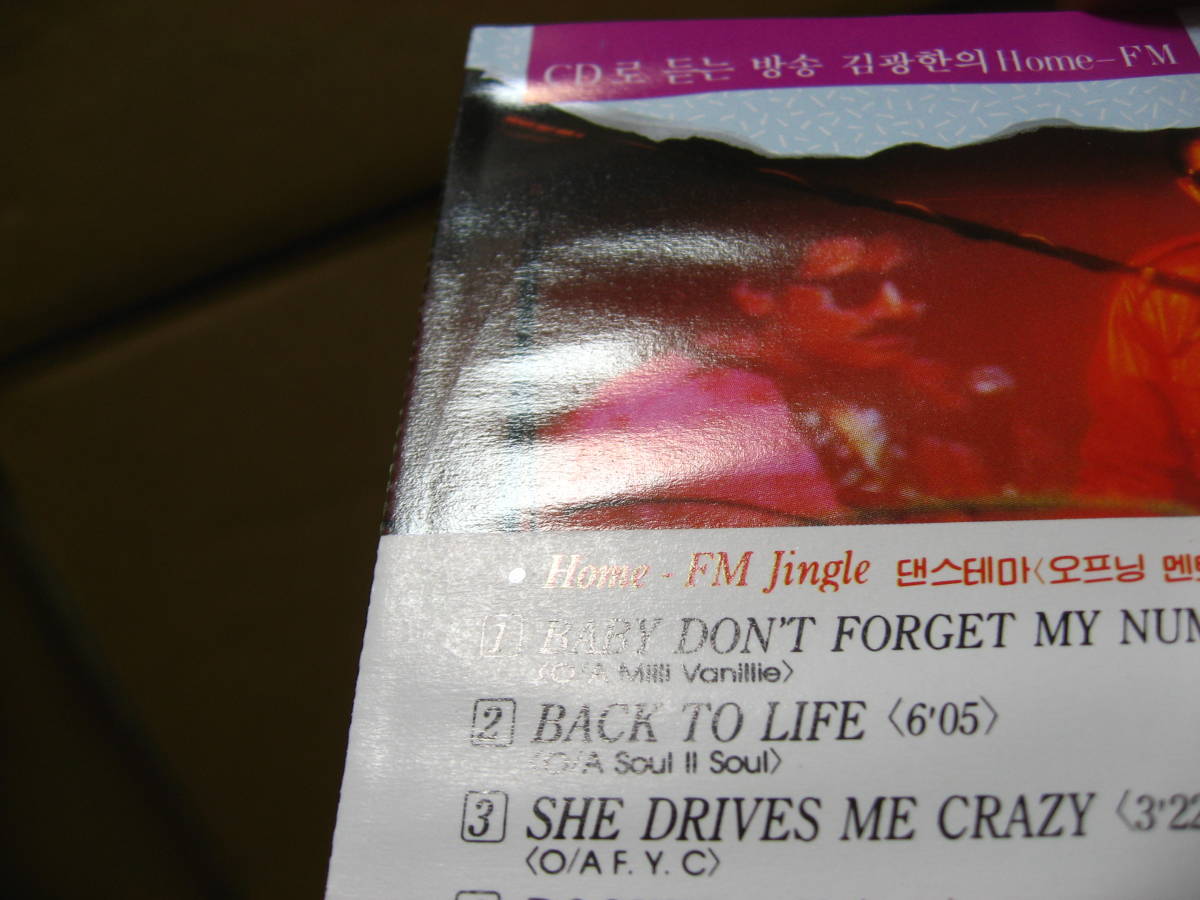 CD로 듣는 방송 김광한의 Home-FM
Home - FM Jingle 댄스테마<오프닝
1 BABY DON'T FORGET MY
<O/A Milli Vanillie>
2 BACK TO LIFE <6'05>
<O/A Soul II Soul>
3 SHE DRIVES ME CRAZY <3'22
<O/A F. Y. C>